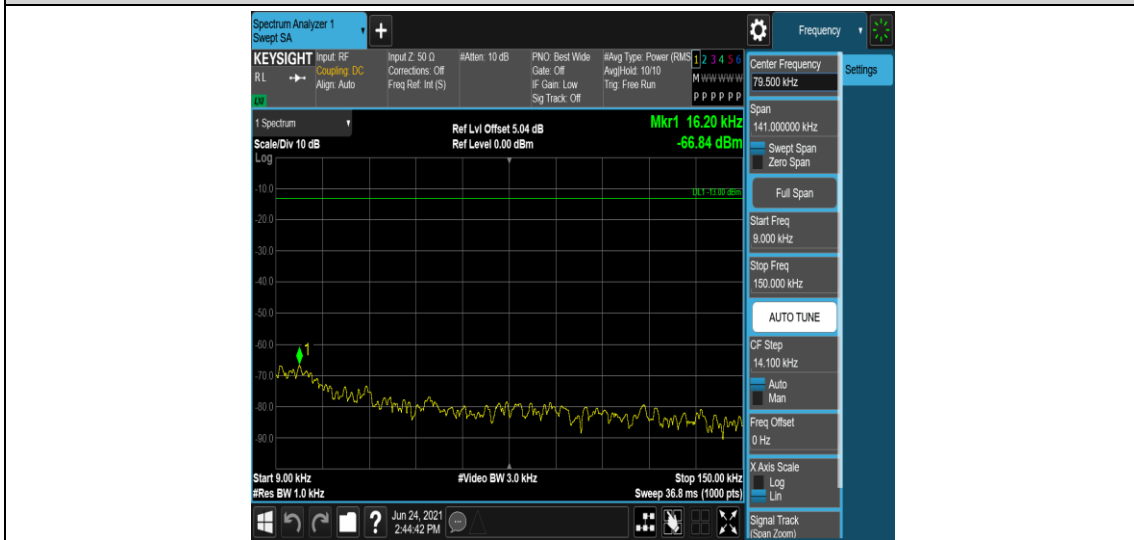 Spectrum Analyzer 1
Swept SA
+
Frequency
KEYSIGHT
RL
LXI
Input: RF
Coupling: DC
Align: Auto
Input Z: 50 Ω
Corrections: Off
Freq Ref: Int (S)
#Atten: 10 dB
PNO: Best Wide
Gate: Off
IF Gain: Low
Sig Track: Off
#Avg Type: Power (RMS
Avg|Hold: 10/10
Trig: Free Run
1 2 3 4 5 6
M W W W W W
P P P P P P
Center Frequency
79.500 kHz
Settings
Span
141.000000 kHz
Swept Span
Zero Span
Full Span
Start Freq
9.000 kHz
Stop Freq
150.000 kHz
AUTO TUNE
CF Step
14.100 kHz
Auto
Man
Freq Offset
0 Hz
X Axis Scale
Log
Lin
Signal Track
(Span Zoom)
1 Spectrum
Scale/Div 10 dB
Ref Lvl Offset 5.04 dB
Ref Level 0.00 dBm
Mkr1 16.20 kHz
-66.84 dBm
Log
DL1 -13.00 dBm
-10.0
-20.0
-30.0
-40.0
-50.0
-60.0
-70.0
-80.0
-90.0
1
Start 9.00 kHz
#Res BW 1.0 kHz
#Video BW 3.0 kHz
Stop 150.00 kHz
Sweep 36.8 ms (1000 pts)
?
Jun 24, 2021
2:44:42 PM